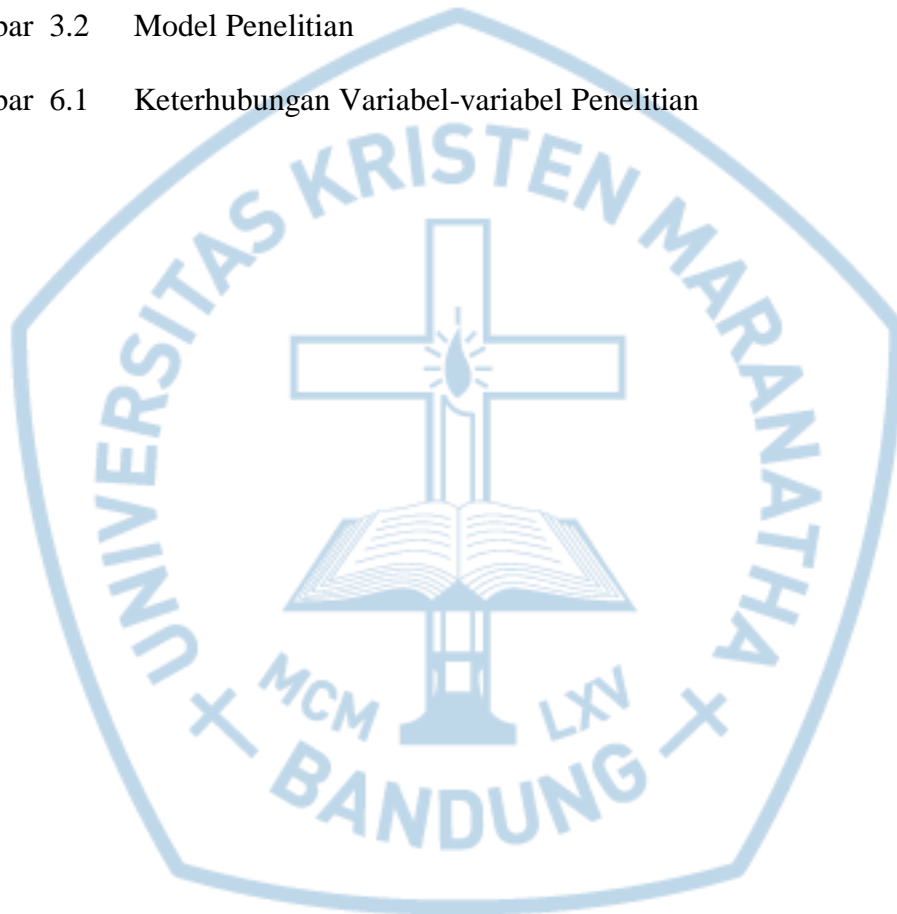 bar 3.2 Model Penelitian
bar 6.1 Keterhubungan Variabel-variabel Penelitian
UNIVERSITAS KRISTEN MARANATHA
MCM LXV
BANDUNG